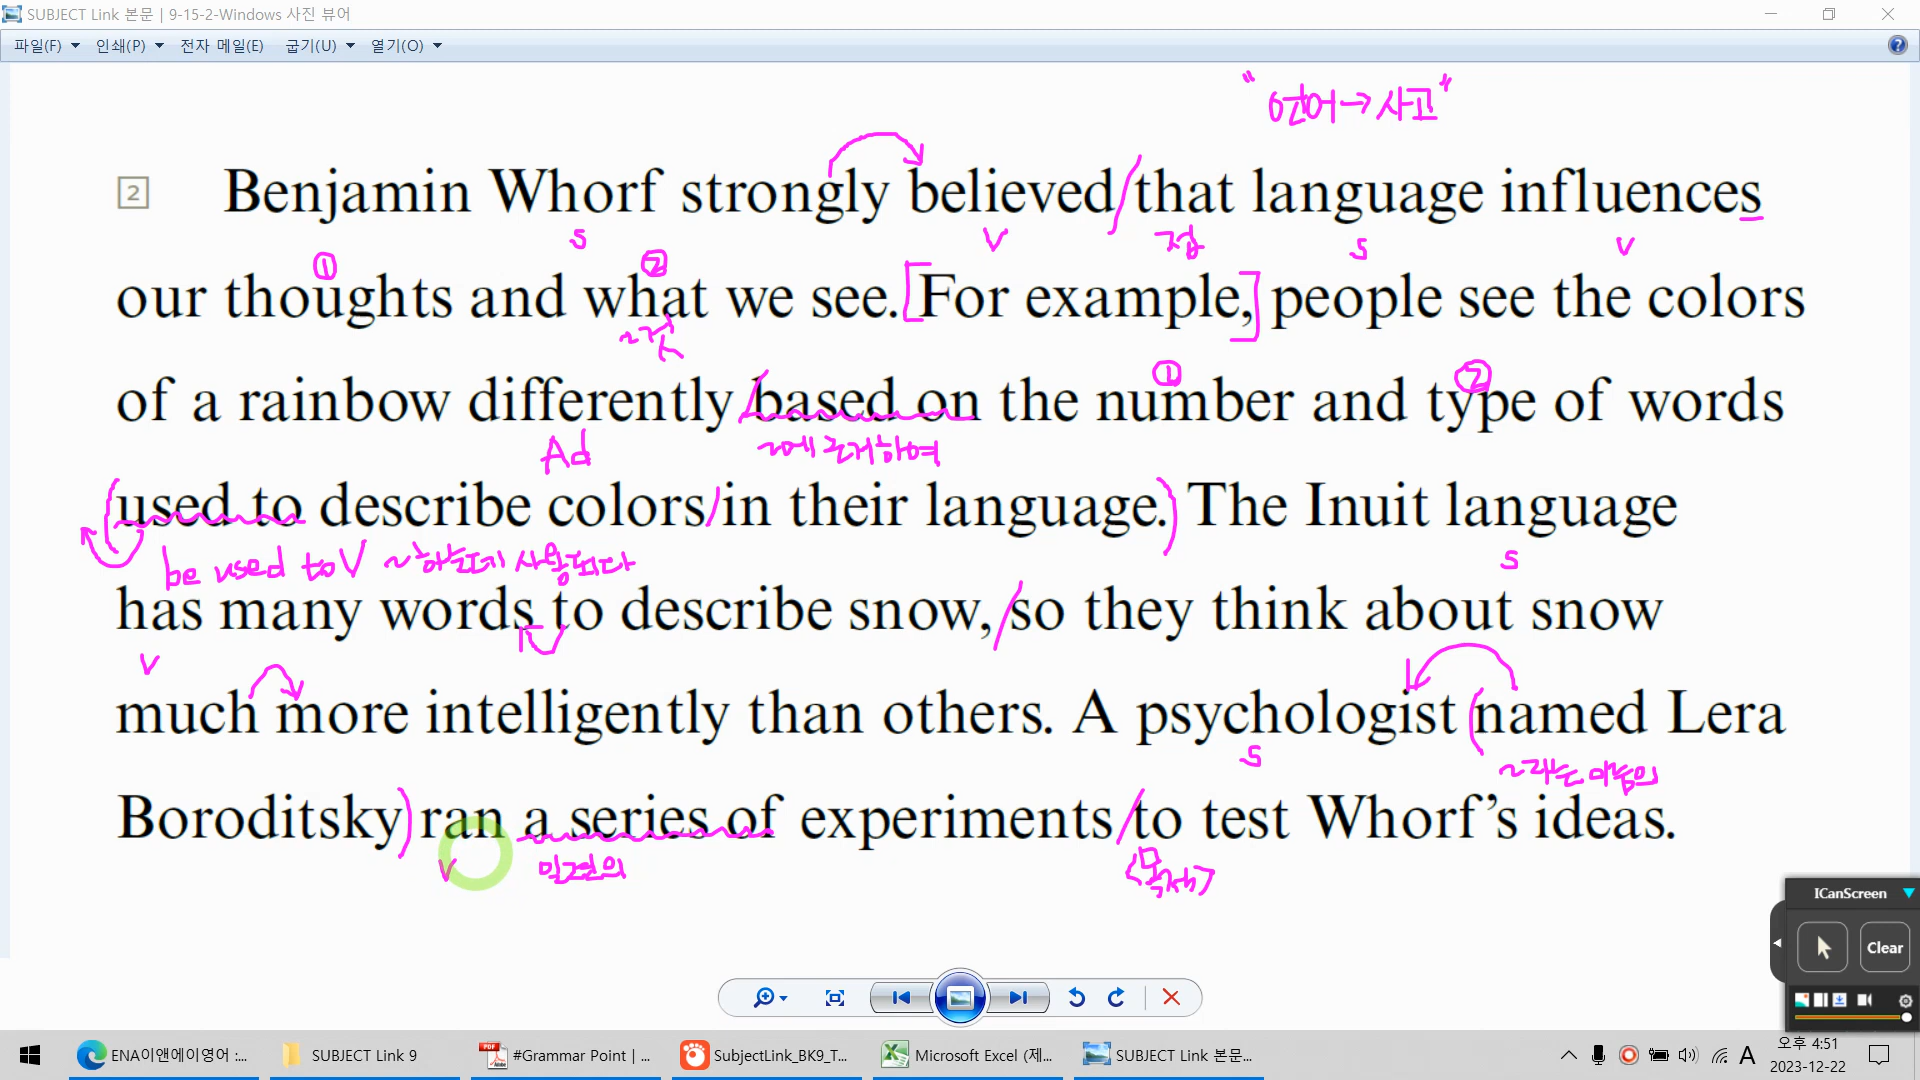 SUBJECT Link 본문 | 9-15-2-Windows 사진 뷰어
파일(F) 인쇄(P) 전자 메일(E) 굽기(U) 열기(O)
"언어→사고"
2 Benjamin Whorf strongly believed that language influences
S V 접 S V
① ②
our thoughts and what we see. For example, people see the colors
~것
① ②
of a rainbow differently based on the number and type of words
Ad ~에 근거하여
used to describe colors in their language. The Inuit language
be used to V ~하는데 사용되다 S
has many words to describe snow, so they think about snow
V
much more intelligently than others. A psychologist named Lera
S ~라는 이름의
Boroditsky ran a series of experiments to test Whorf's ideas.
V 일련의 <목적>
ICanScreen
Clear
ENA이앤에이영어 :... SUBJECT Link 9 #Grammar Point | ... SubjectLink_BK9_T... Microsoft Excel (제... SUBJECT Link 본문... A 오후 4:51
2023-12-22